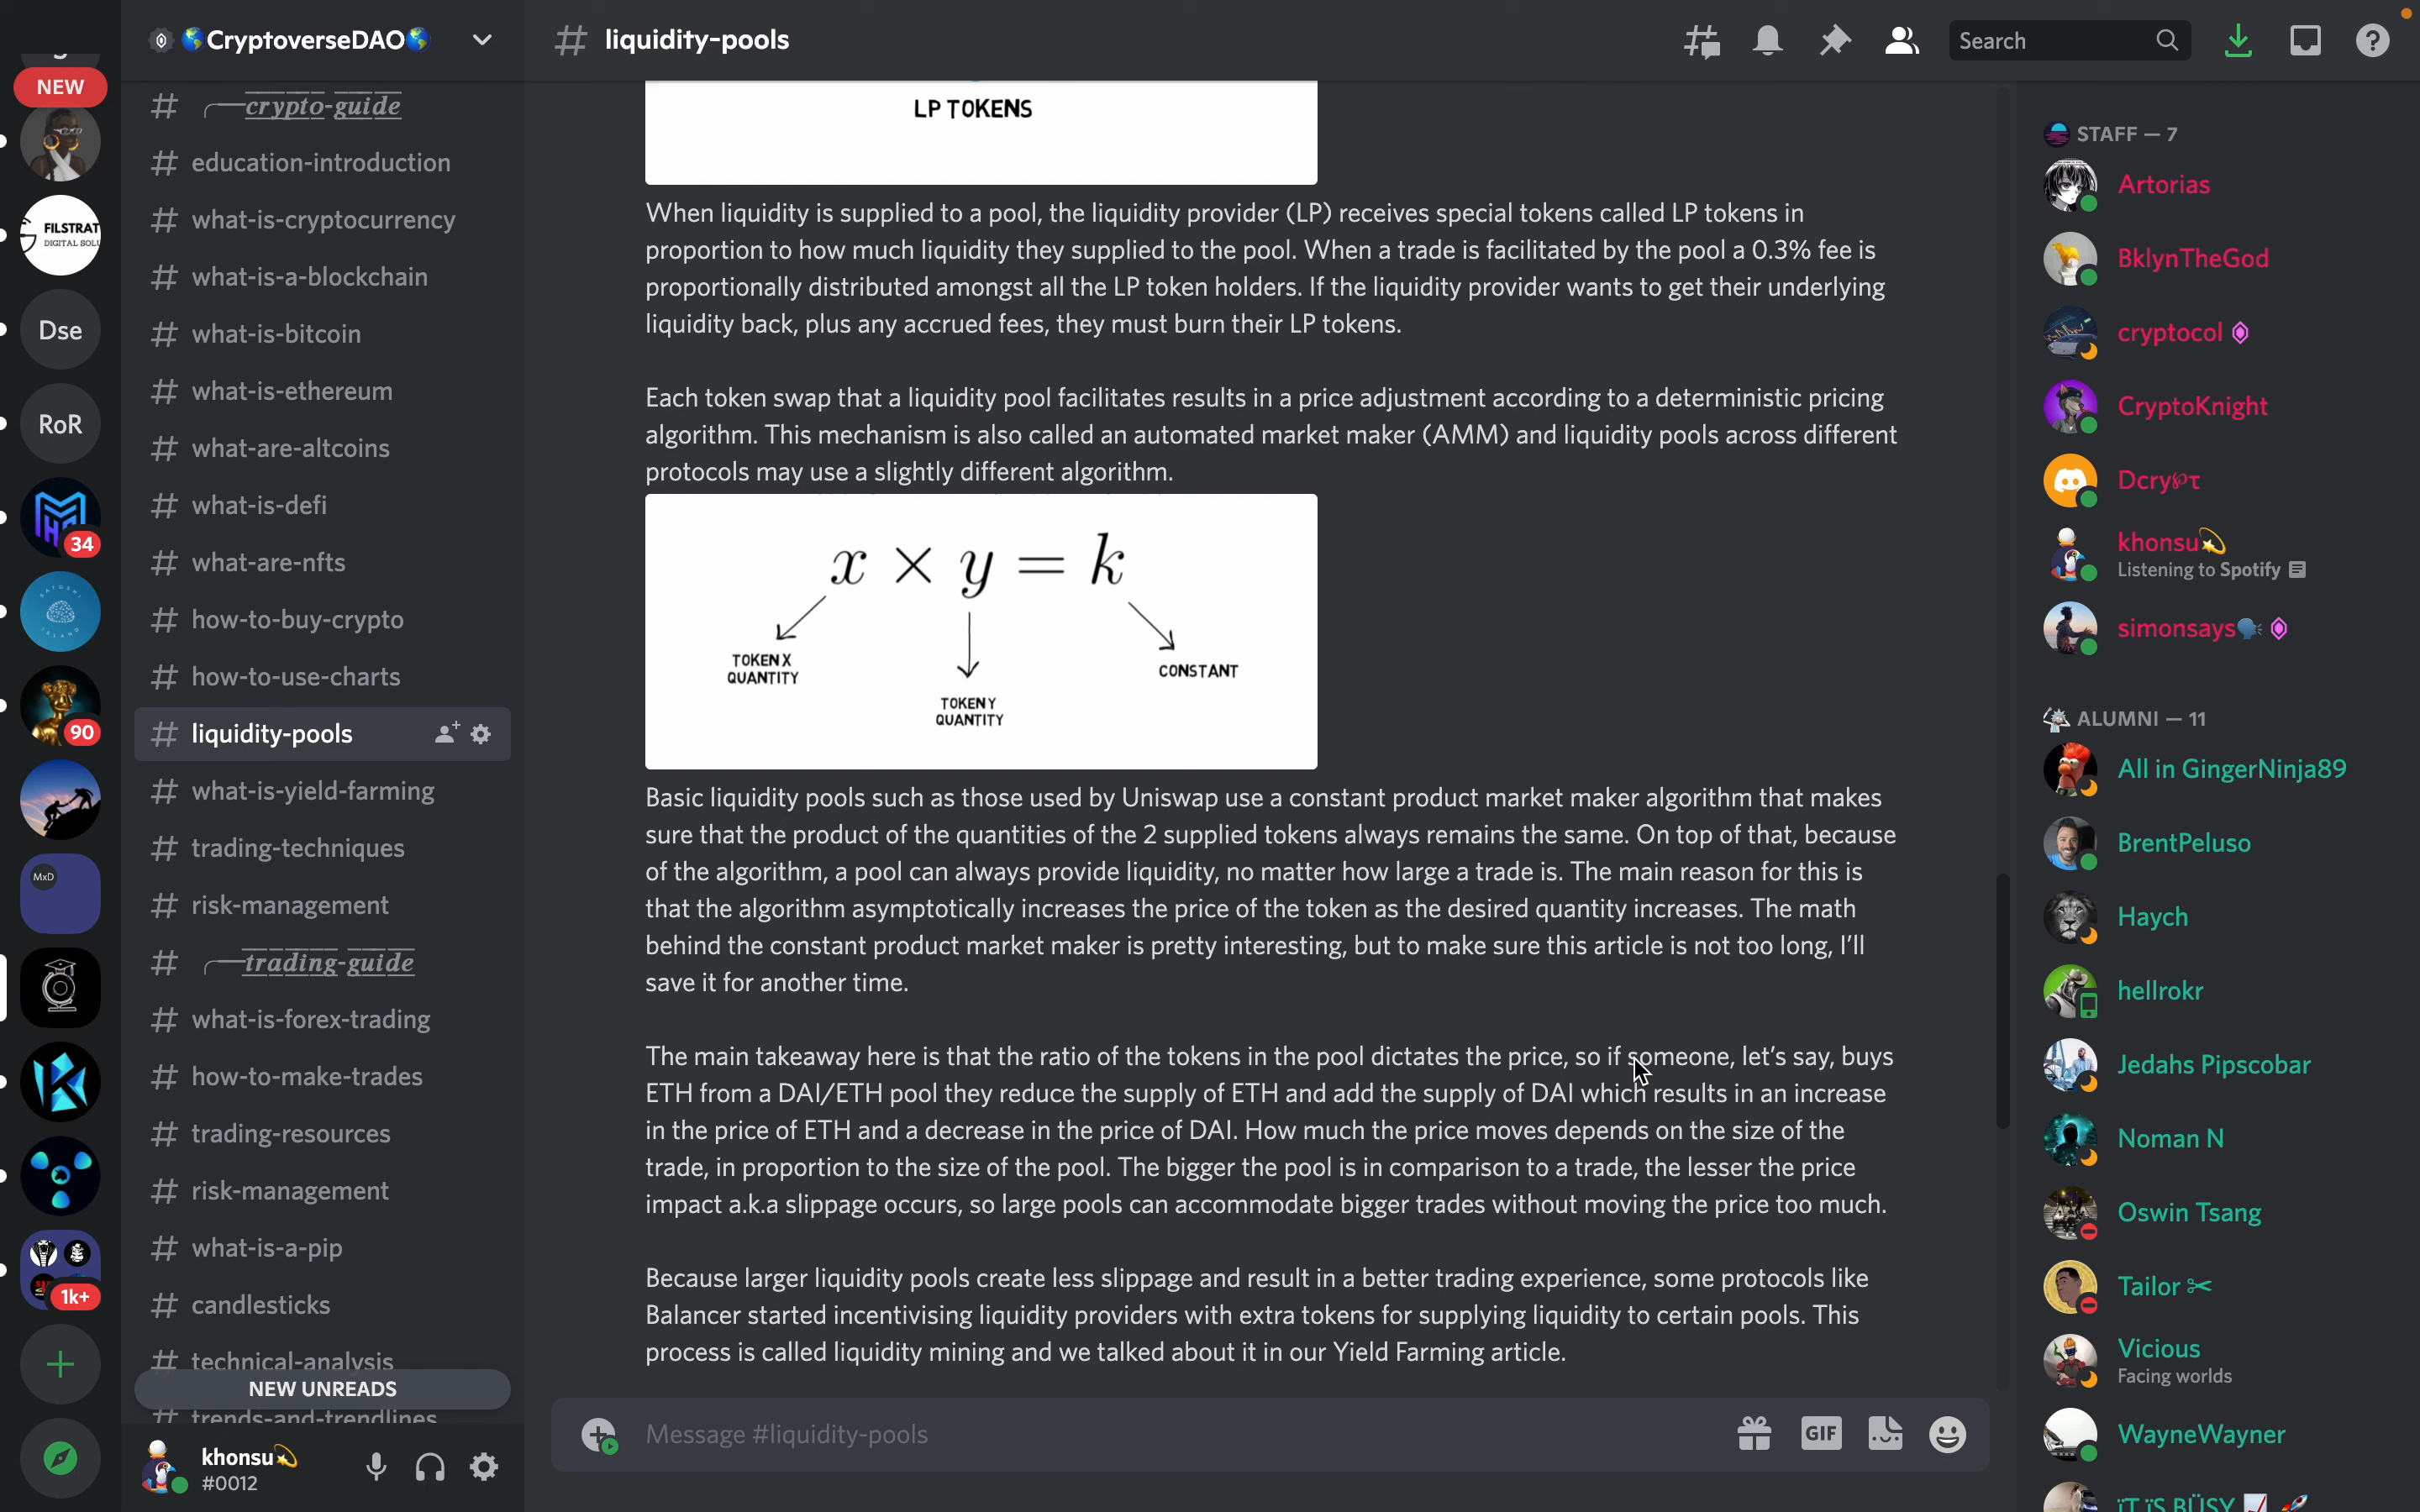 NEW
FILSTRAT
DIGITAL SOLU
Dse
RoR
34
SATOSHI
ISLAND
90
MxD
1k+
🌎CryptoverseDAO🌎
crypto-guide
education-introduction
what-is-cryptocurrency
what-is-a-blockchain
what-is-bitcoin
what-is-ethereum
what-are-altcoins
what-is-defi
what-are-nfts
how-to-buy-crypto
how-to-use-charts
liquidity-pools
what-is-yield-farming
trading-techniques
risk-management
trading-guide
what-is-forex-trading
how-to-make-trades
trading-resources
risk-management
what-is-a-pip
candlesticks
technical-analysis
NEW UNREADS
trends-and-trendlines
khonsu💫
#0012
# liquidity-pools
Search
LP TOKENS
When liquidity is supplied to a pool, the liquidity provider (LP) receives special tokens called LP tokens in
proportion to how much liquidity they supplied to the pool. When a trade is facilitated by the pool a 0.3% fee is
proportionally distributed amongst all the LP token holders. If the liquidity provider wants to get their underlying
liquidity back, plus any accrued fees, they must burn their LP tokens.
Each token swap that a liquidity pool facilitates results in a price adjustment according to a deterministic pricing
algorithm. This mechanism is also called an automated market maker (AMM) and liquidity pools across different
protocols may use a slightly different algorithm.
x × y = k
TOKEN X
QUANTITY
TOKEN Y
QUANTITY
CONSTANT
Basic liquidity pools such as those used by Uniswap use a constant product market maker algorithm that makes
sure that the product of the quantities of the 2 supplied tokens always remains the same. On top of that, because
of the algorithm, a pool can always provide liquidity, no matter how large a trade is. The main reason for this is
that the algorithm asymptotically increases the price of the token as the desired quantity increases. The math
behind the constant product market maker is pretty interesting, but to make sure this article is not too long, I’ll
save it for another time.
The main takeaway here is that the ratio of the tokens in the pool dictates the price, so if someone, let’s say, buys
ETH from a DAI/ETH pool they reduce the supply of ETH and add the supply of DAI which results in an increase
in the price of ETH and a decrease in the price of DAI. How much the price moves depends on the size of the
trade, in proportion to the size of the pool. The bigger the pool is in comparison to a trade, the lesser the price
impact a.k.a slippage occurs, so large pools can accommodate bigger trades without moving the price too much.
Because larger liquidity pools create less slippage and result in a better trading experience, some protocols like
Balancer started incentivising liquidity providers with extra tokens for supplying liquidity to certain pools. This
process is called liquidity mining and we talked about it in our Yield Farming article.
Message #liquidity-pools
GIF
STAFF — 7
Artorias
BklynTheGod
cryptocol
CryptoKnight
Dcry℘τ
khonsu💫
Listening to Spotify
simonsays🗣
ALUMNI — 11
All in GingerNinja89
BrentPeluso
Haych
hellrokr
Jedahs Pipscobar
Noman N
Oswin Tsang
Tailor ✂
Vicious
Facing worlds
WayneWayner
ïT ïS BÜSY